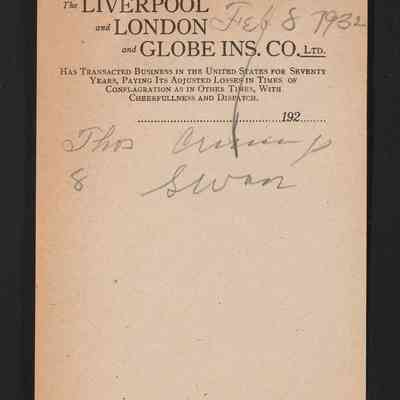 The LIVERPOOL
and LONDON Feb 8 1932
and GLOBE INS. CO. LTD.
HAS TRANSACTED BUSINESS IN THE UNITED STATES FOR SEVENTY
YEARS, PAYING ITS ADJUSTED LOSSES IN TIMES OF
CONFLAGRATION AS IN OTHER TIMES, WITH
CHEERFULLNESS AND DISPATCH.
192
Thos
8 Swan